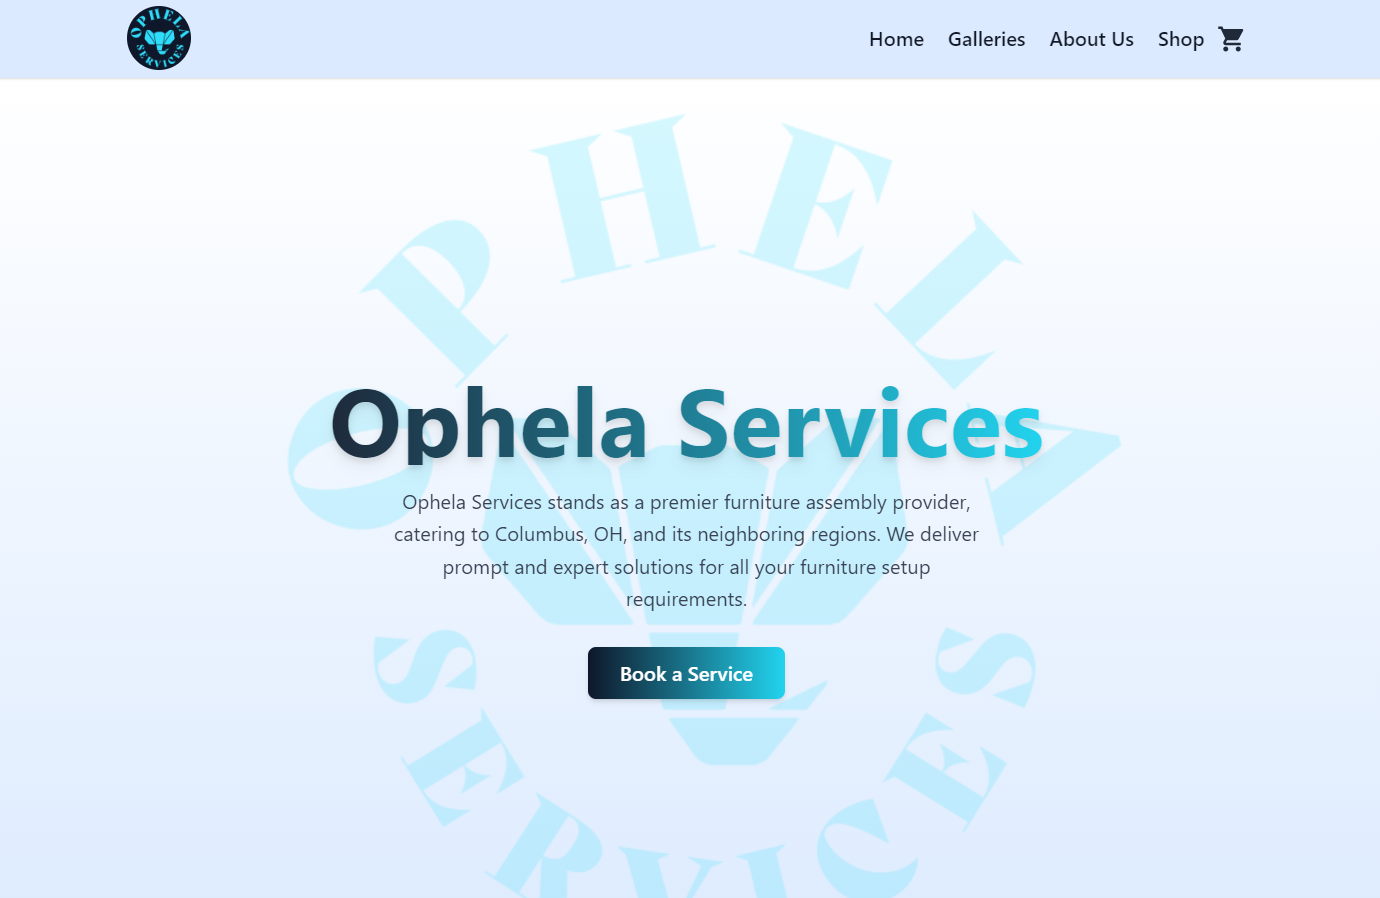 OPHELA SERVICES
Home Galleries About Us Shop
OPHELA
Ophela Services
Ophela Services stands as a premier furniture assembly provider,
catering to Columbus, OH, and its neighboring regions. We deliver
prompt and expert solutions for all your furniture setup
requirements.
Book a Service
SERVICES